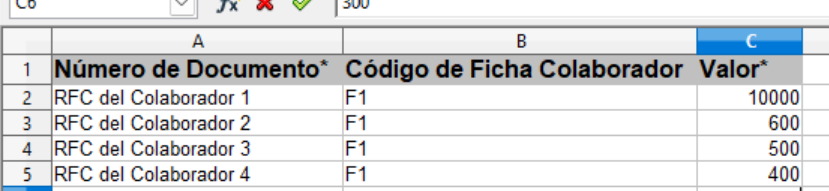 C6 fx 300
A B C
1 Número de Documento* Código de Ficha Colaborador Valor*
2 RFC del Colaborador 1 F1 10000
3 RFC del Colaborador 2 F1 600
4 RFC del Colaborador 3 F1 500
5 RFC del Colaborador 4 F1 400